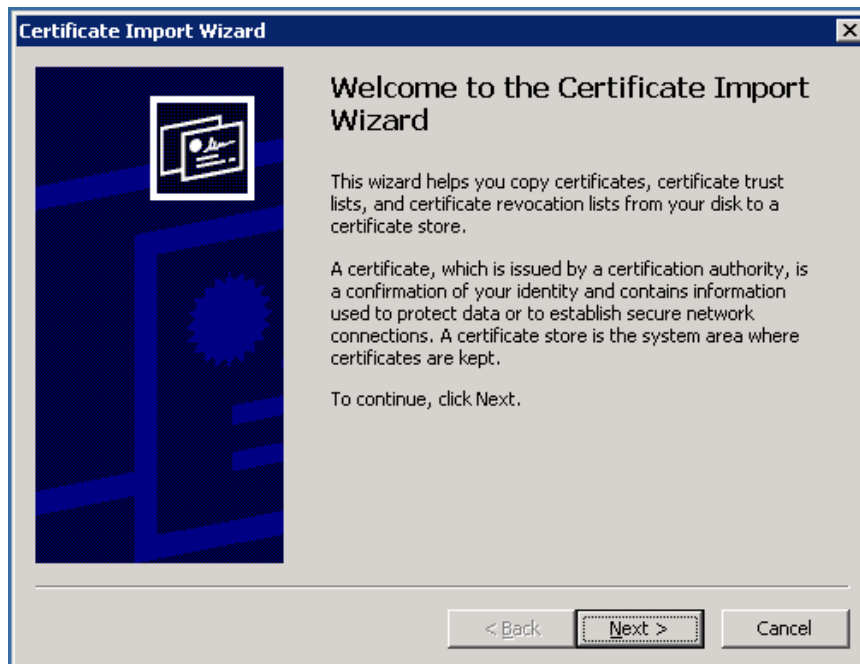 Certificate Import Wizard
Welcome to the Certificate Import
Wizard
This wizard helps you copy certificates, certificate trust
lists, and certificate revocation lists from your disk to a
certificate store.
A certificate, which is issued by a certification authority, is
a confirmation of your identity and contains information
used to protect data or to establish secure network
connections. A certificate store is the system area where
certificates are kept.
To continue, click Next.
< Back
Next >
Cancel